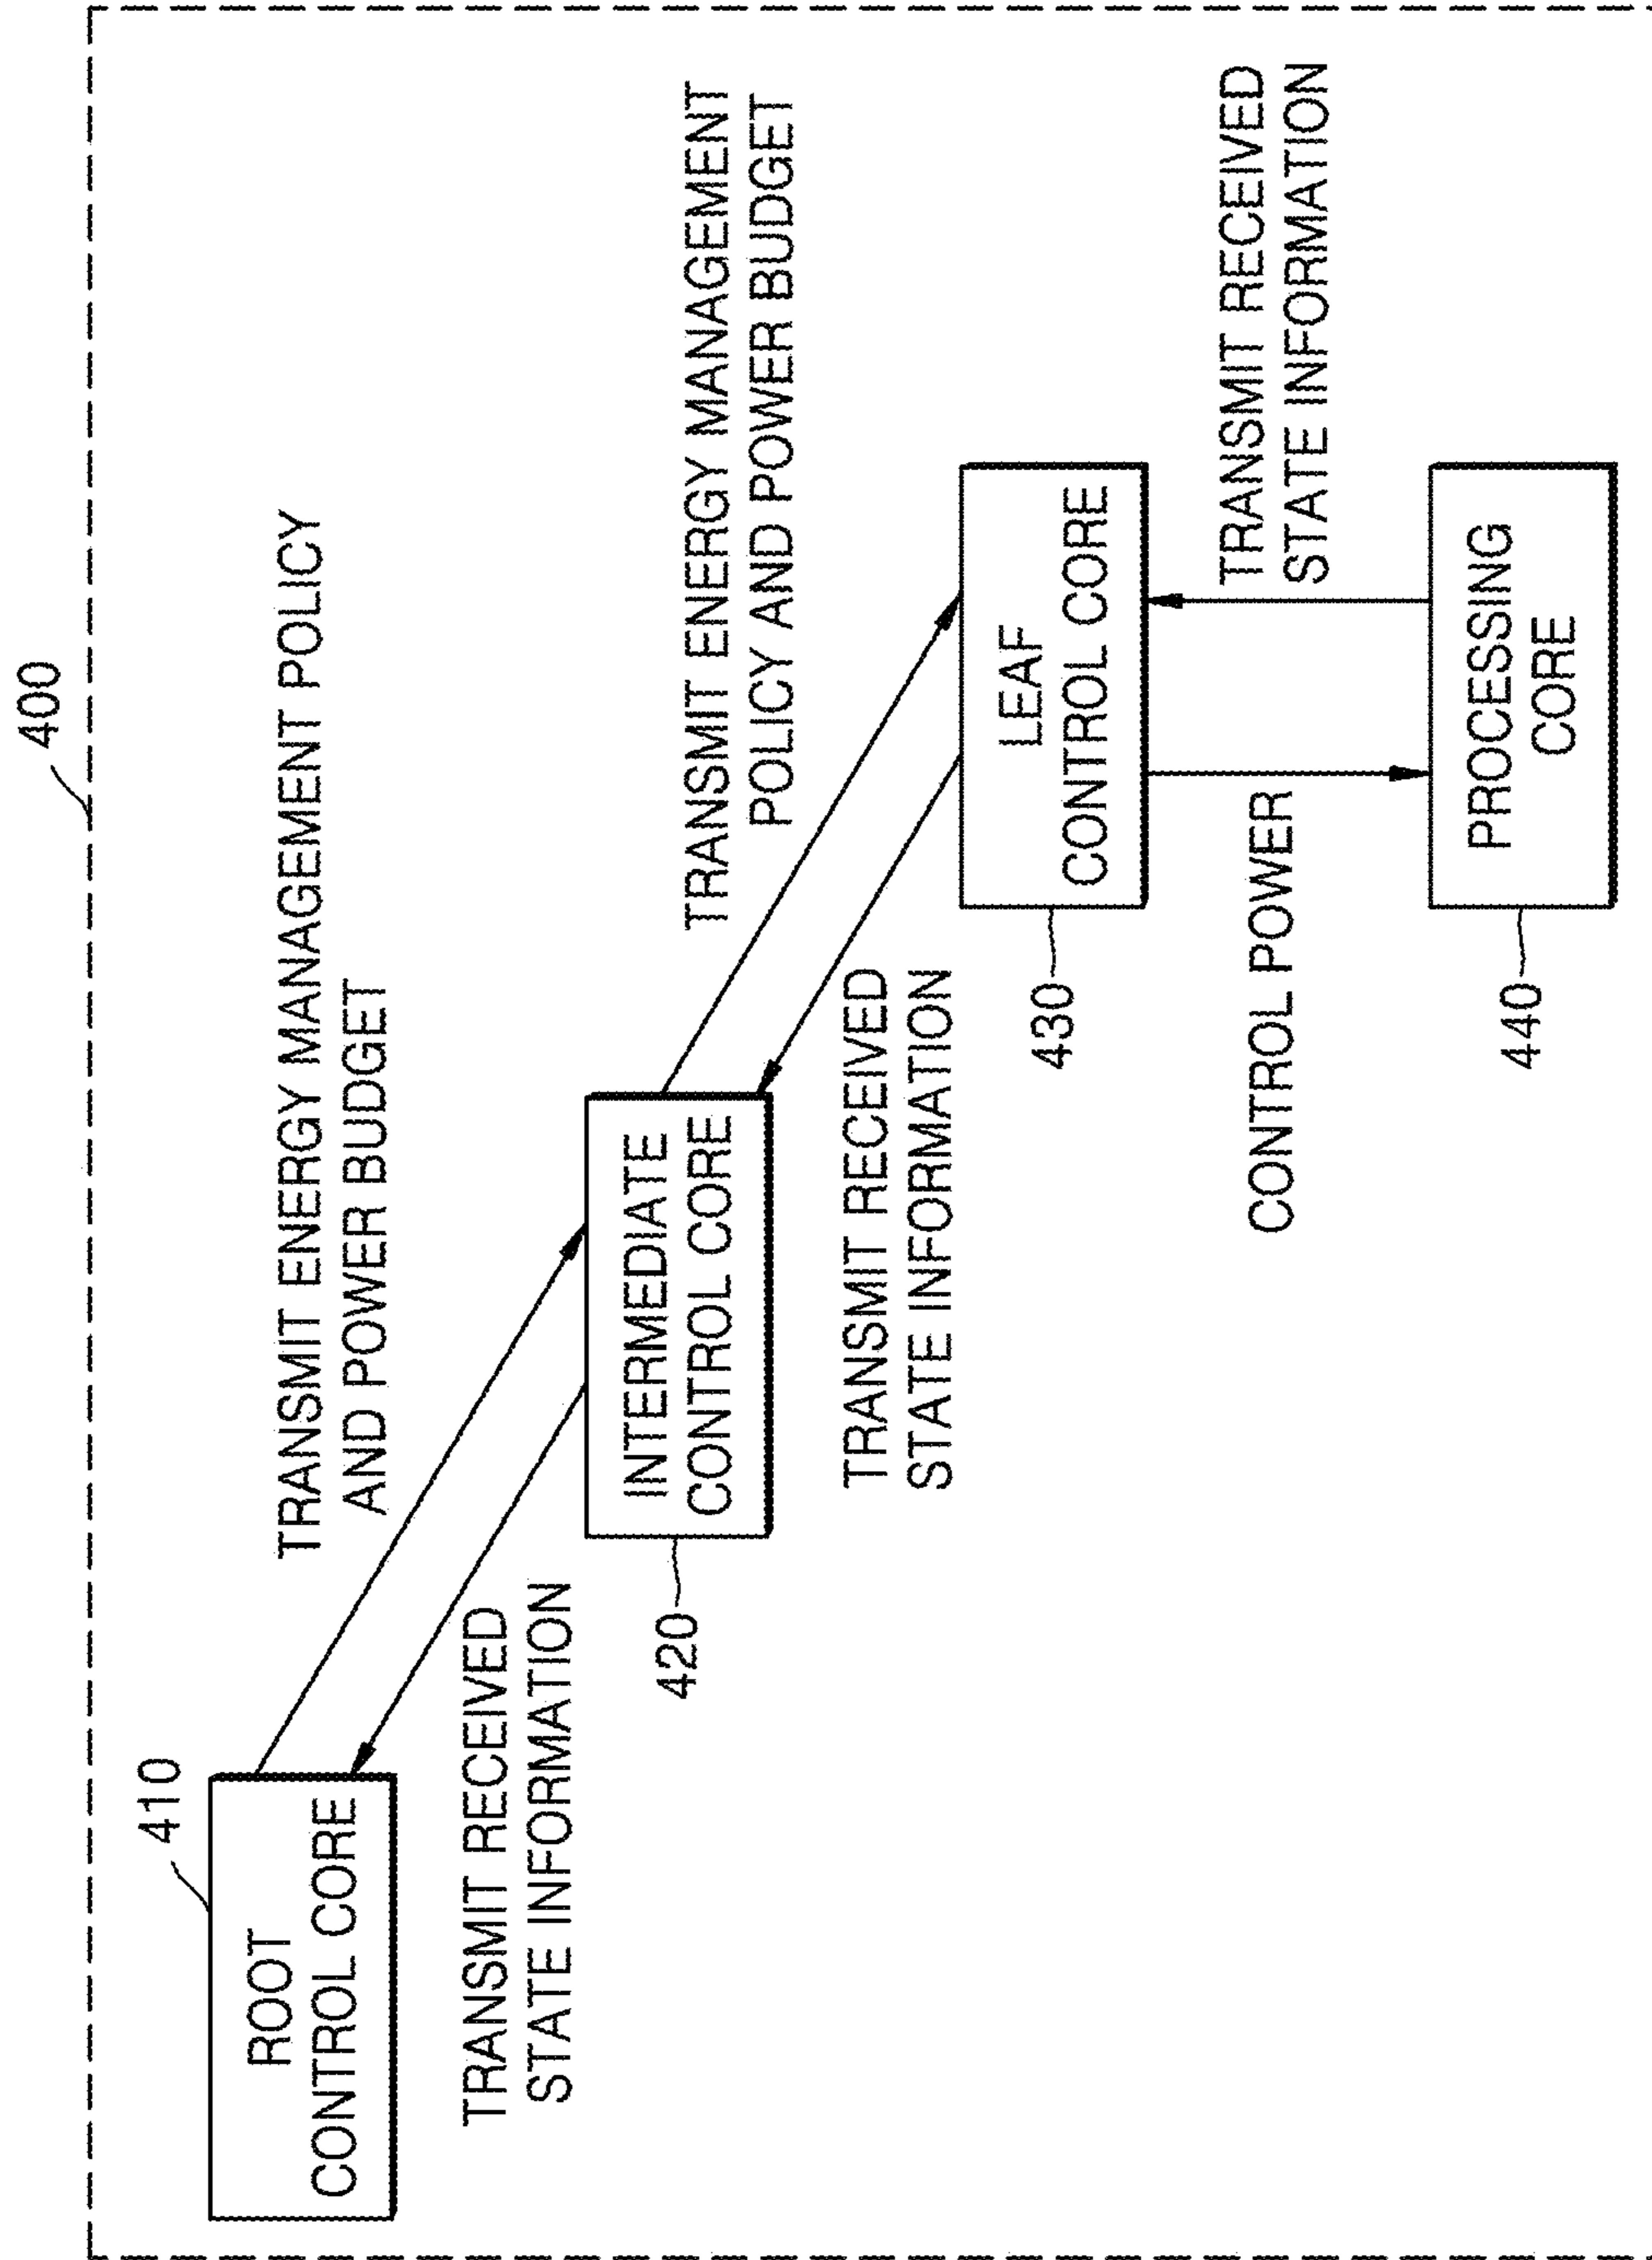 400
410
ROOT
CONTROL CORE
TRANSMIT ENERGY MANAGEMENT POLICY
AND POWER BUDGET
TRANSMIT RECEIVED
STATE INFORMATION
420
INTERMEDIATE
CONTROL CORE
TRANSMIT ENERGY MANAGEMENT
POLICY AND POWER BUDGET
TRANSMIT RECEIVED
STATE INFORMATION
430
LEAF
CONTROL CORE
CONTROL POWER
TRANSMIT RECEIVED
STATE INFORMATION
440
PROCESSING
CORE